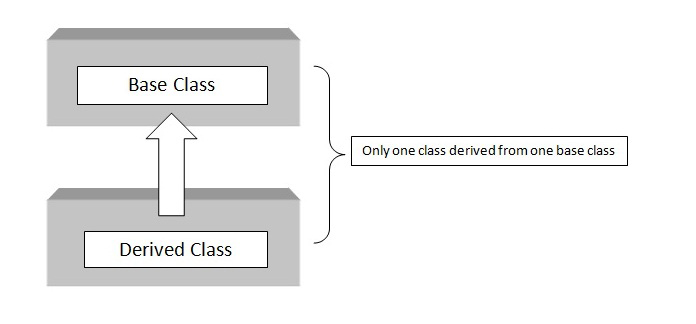 Base Class
Only one class derived from one base class
Derived Class